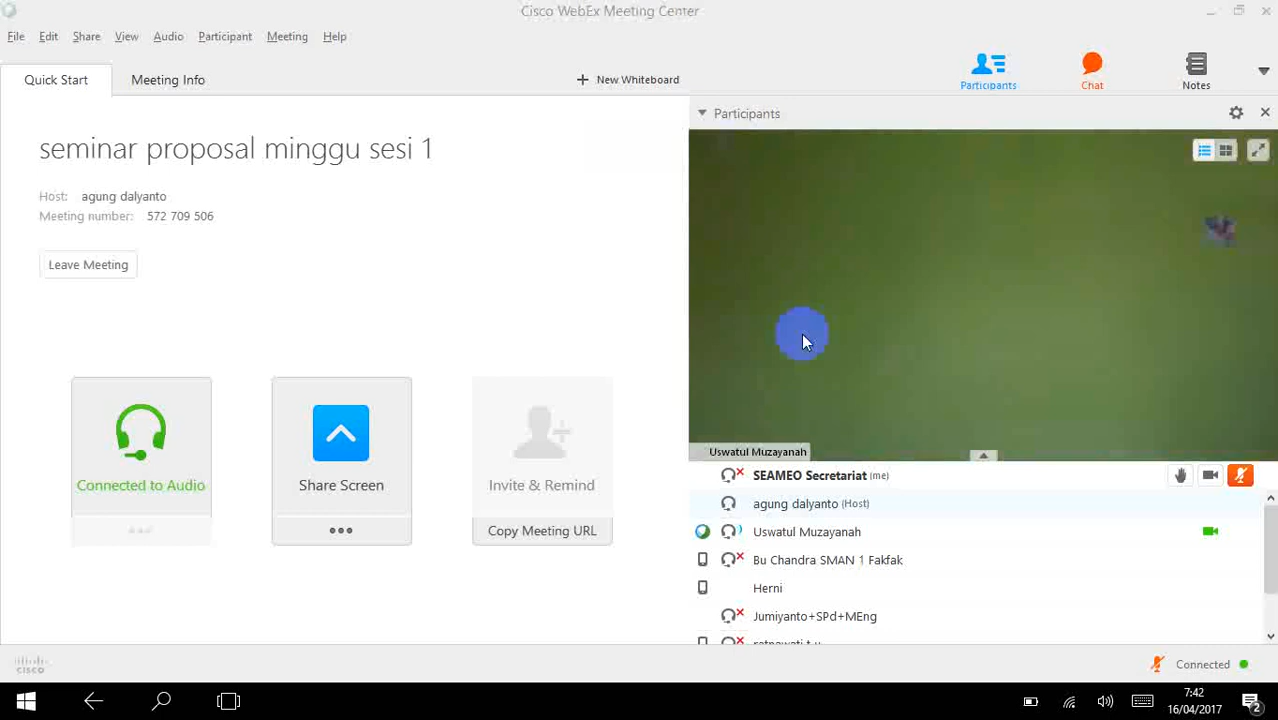 Cisco WebEx Meeting Center
File Edit Share View Audio Participant Meeting Help
Quick Start Meeting Info + New Whiteboard
Participants Chat Notes
Participants
seminar proposal minggu sesi 1
Host: agung dalyanto
Meeting number: 572 709 506
Leave Meeting
Connected to Audio
Share Screen
Invite & Remind
Copy Meeting URL
Uswatul Muzayanah
SEAMEO Secretariat (me)
agung dalyanto (Host)
Uswatul Muzayanah
Bu Chandra SMAN 1 Fakfak
Herni
Jumiyanto+SPd+MEng
cisco
Connected
7:42
16/04/2017
2